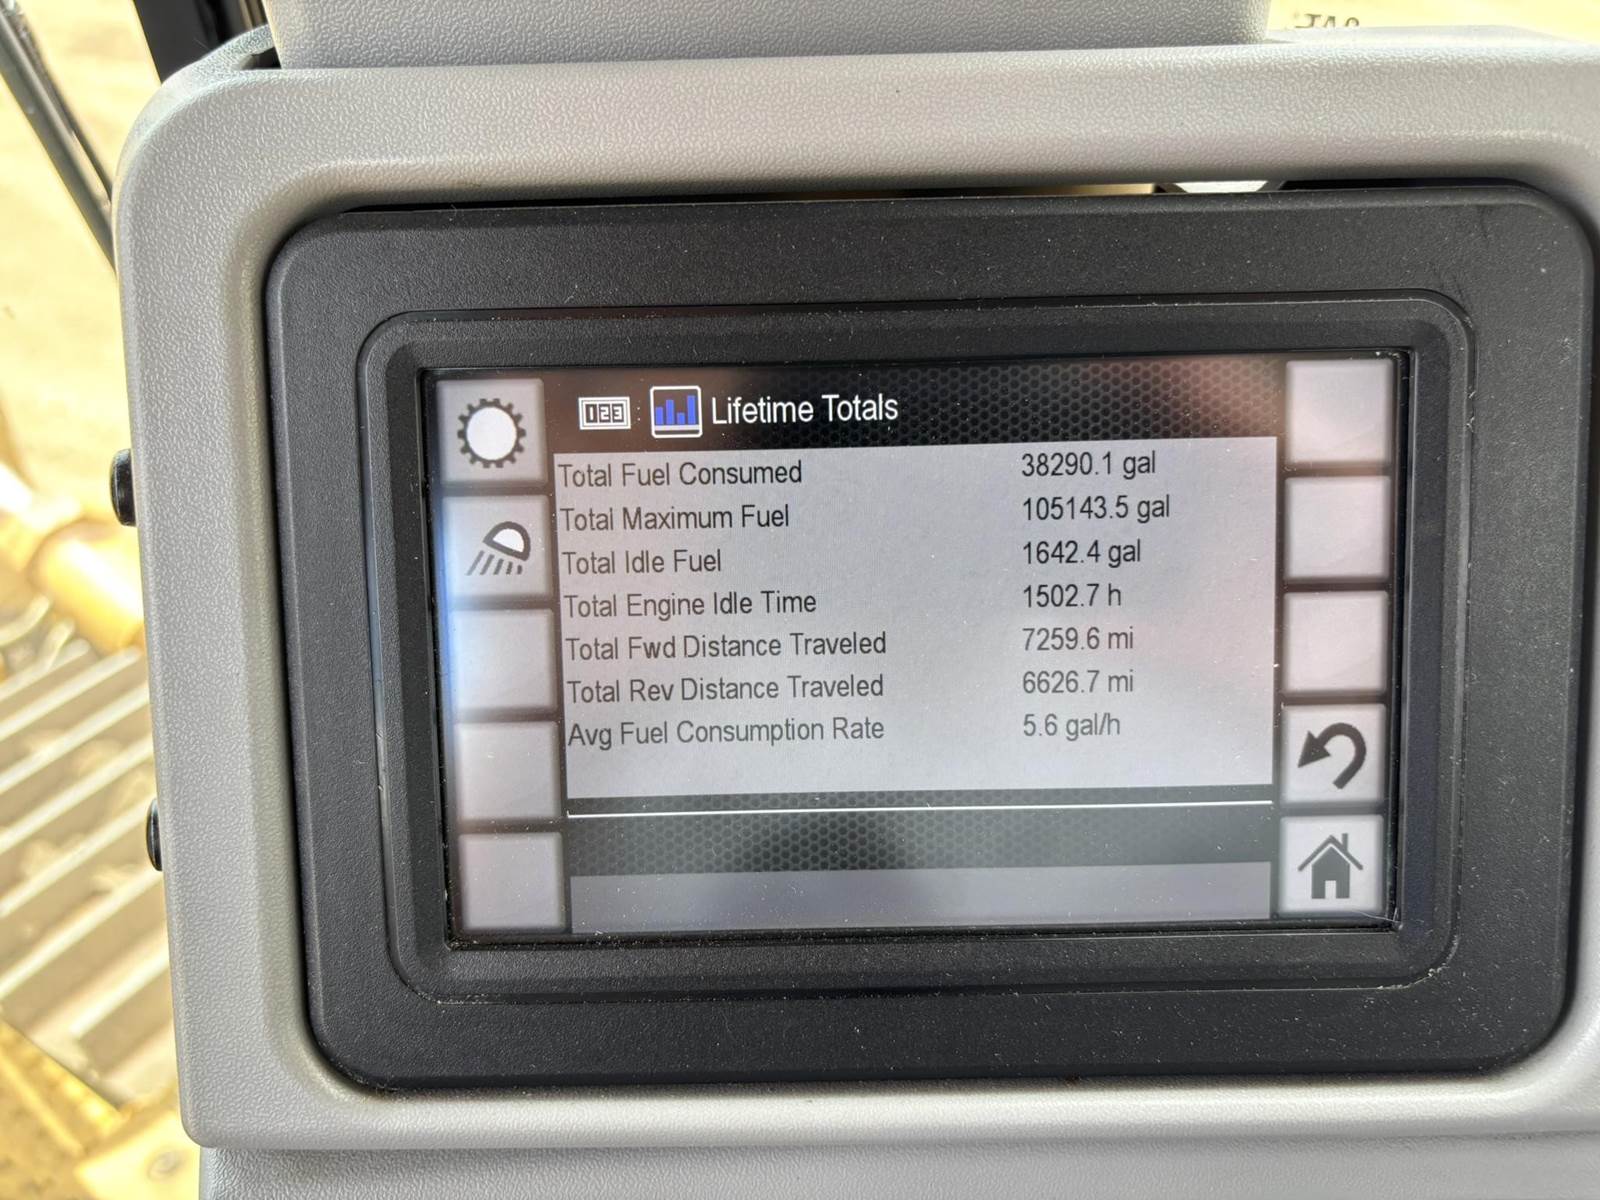 123 : Lifetime Totals
Total Fuel Consumed 38290.1 gal
Total Maximum Fuel 105143.5 gal
Total Idle Fuel 1642.4 gal
Total Engine Idle Time 1502.7 h
Total Fwd Distance Traveled 7259.6 mi
Total Rev Distance Traveled 6626.7 mi
Avg Fuel Consumption Rate 5.6 gal/h